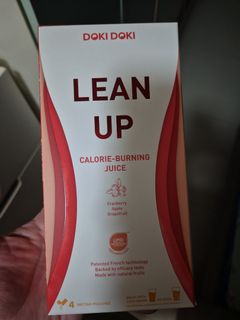 DOKI DOKI
LEAN
UP
CALORIE-BURNING
JUICE
Cranberry
Apple
Grapefruit
Patented French technology
Backed by efficacy tests
Made with natural fruits
4